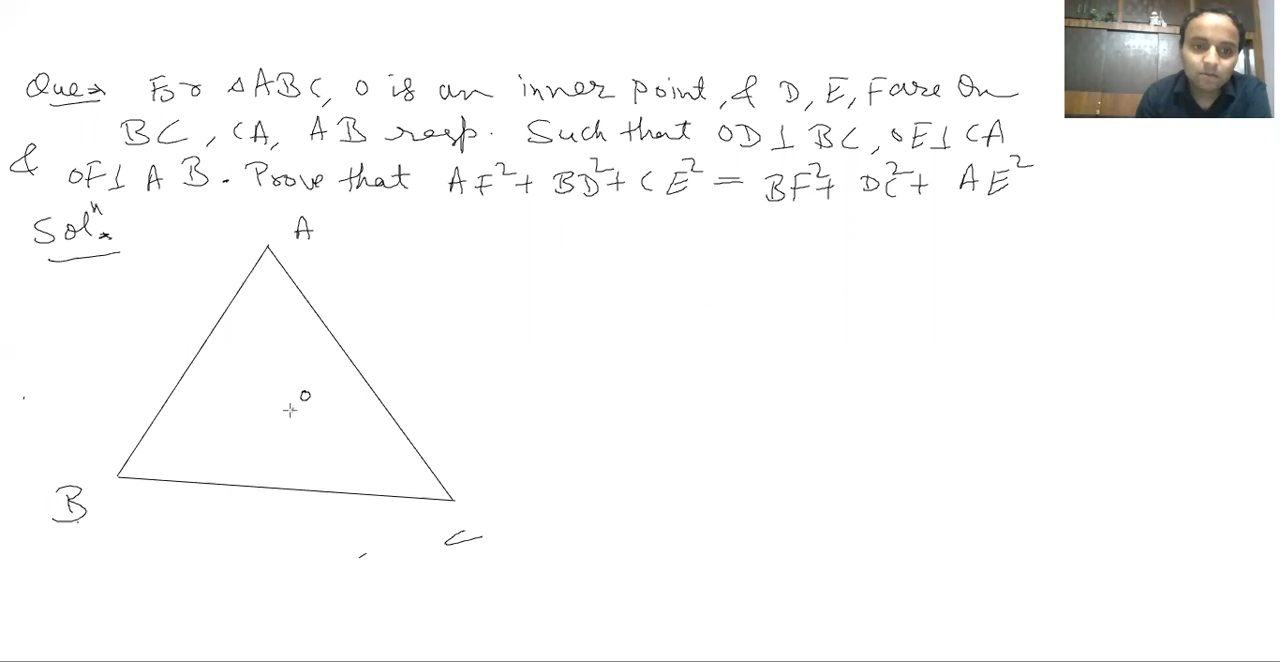 Que→ For △ABC, O is an inner point, & D, E, F are On
BC, CA, AB resp. Such that OD⊥BC, OE⊥CA
& OF⊥AB. Prove that AF²+BD²+CE² = BF²+DC²+AE²
Solⁿ:
A
O
B
C